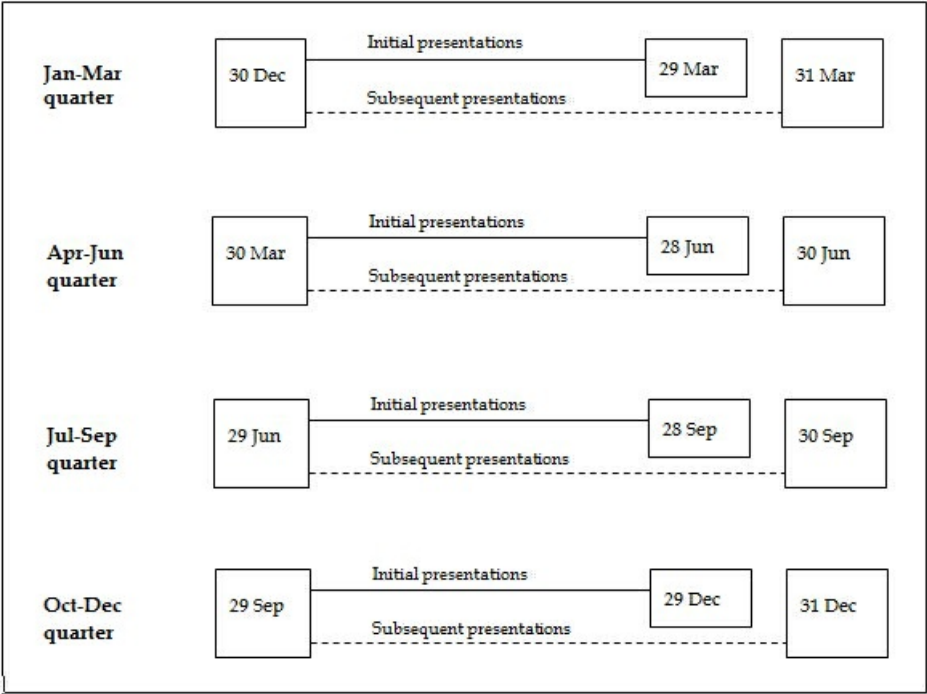 Initial presentations
Jan-Mar
quarter
30 Dec
29 Mar
31 Mar
Subsequent presentations
Initial presentations
Apr-Jun
quarter
30 Mar
28 Jun
30 Jun
Subsequent presentations
Initial presentations
Jul-Sep
quarter
29 Jun
28 Sep
30 Sep
Subsequent presentations
Initial presentations
Oct-Dec
quarter
29 Sep
29 Dec
31 Dec
Subsequent presentations